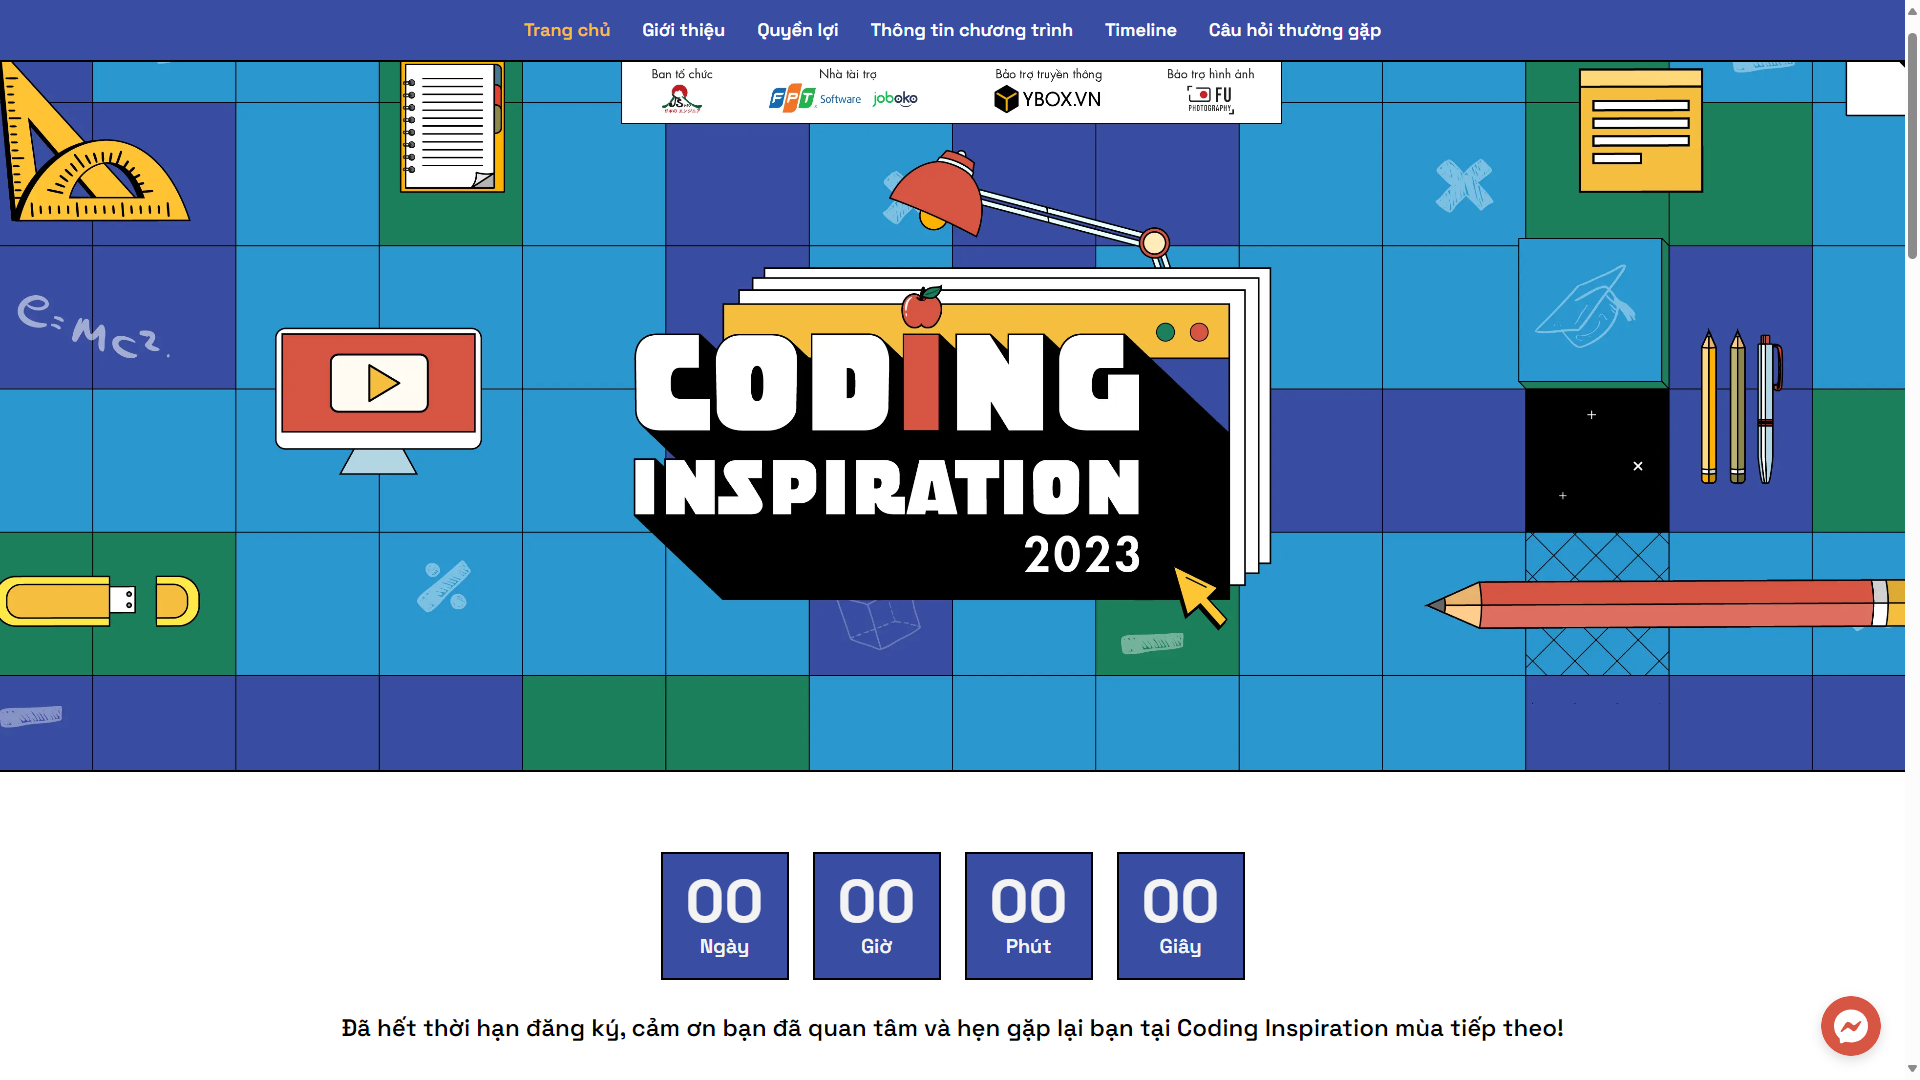 Trang chủ Giới thiệu Quyền lợi Thông tin chương trình Timeline Câu hỏi thường gặp
Ban tổ chức Nhà tài trợ Bảo trợ truyền thông Bảo trợ hình ảnh
JS FPT Software joboko YBOX.VN FU PHOTOGRAPHY
e=mc².
CODING
INSPIRATION
2023
00 00 00 00
Ngày Giờ Phút Giây
Đã hết thời hạn đăng ký, cảm ơn bạn đã quan tâm và hẹn gặp lại bạn tại Coding Inspiration mùa tiếp theo!